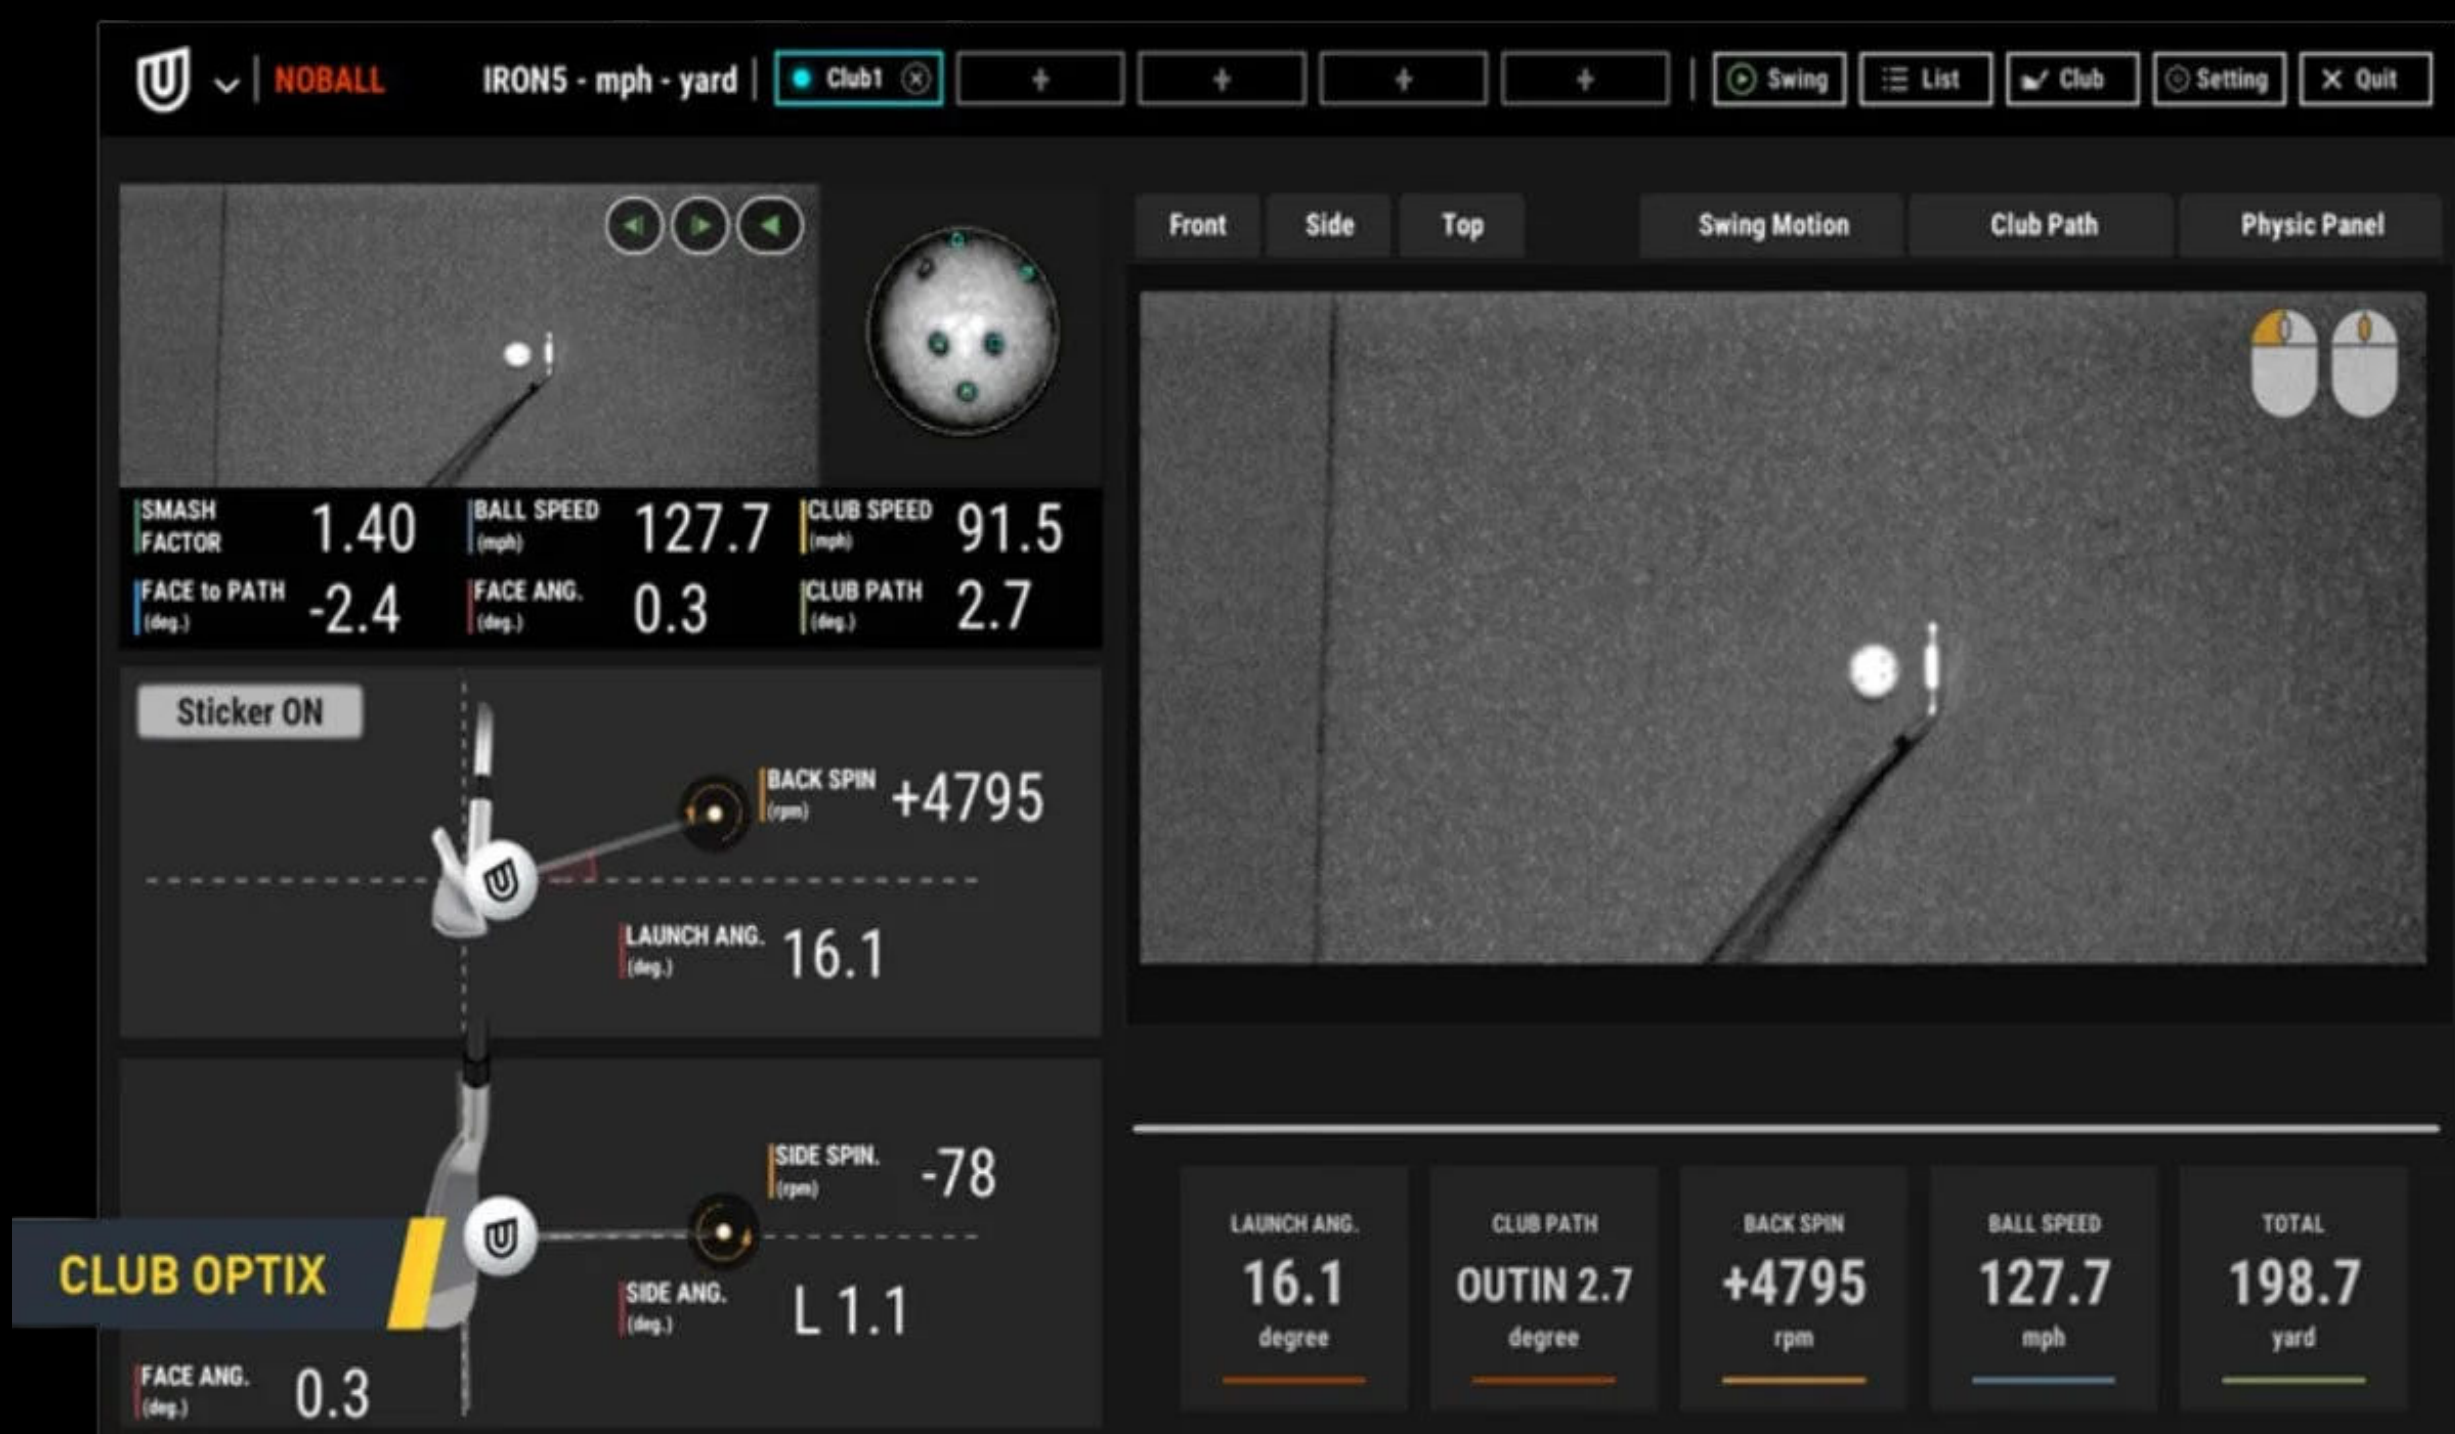 NOBALL
IRON5 - mph - yard
Club1
+
+
+
+
Swing
List
Club
Setting
Quit
Front
Side
Top
Swing Motion
Club Path
Physic Panel
SMASH FACTOR
1.40
BALL SPEED (mph)
127.7
CLUB SPEED (mph)
91.5
FACE to PATH (deg.)
-2.4
FACE ANG. (deg.)
0.3
CLUB PATH (deg.)
2.7
Sticker ON
BACK SPIN (rpm)
+4795
LAUNCH ANG. (deg.)
16.1
SIDE SPIN. (rpm)
-78
SIDE ANG. (deg.)
L 1.1
CLUB OPTIX
FACE ANG. (deg.)
0.3
LAUNCH ANG.
16.1
degree
CLUB PATH
OUTIN 2.7
degree
BACK SPIN
+4795
rpm
BALL SPEED
127.7
mph
TOTAL
198.7
yard